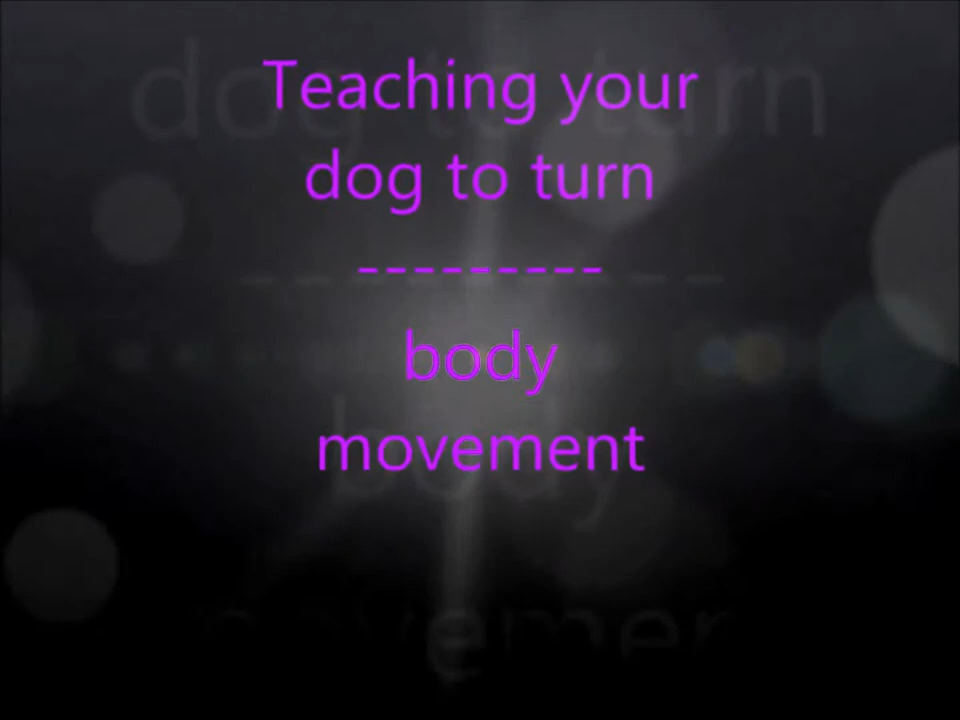 Teaching your
dog to turn
---------
body
movement